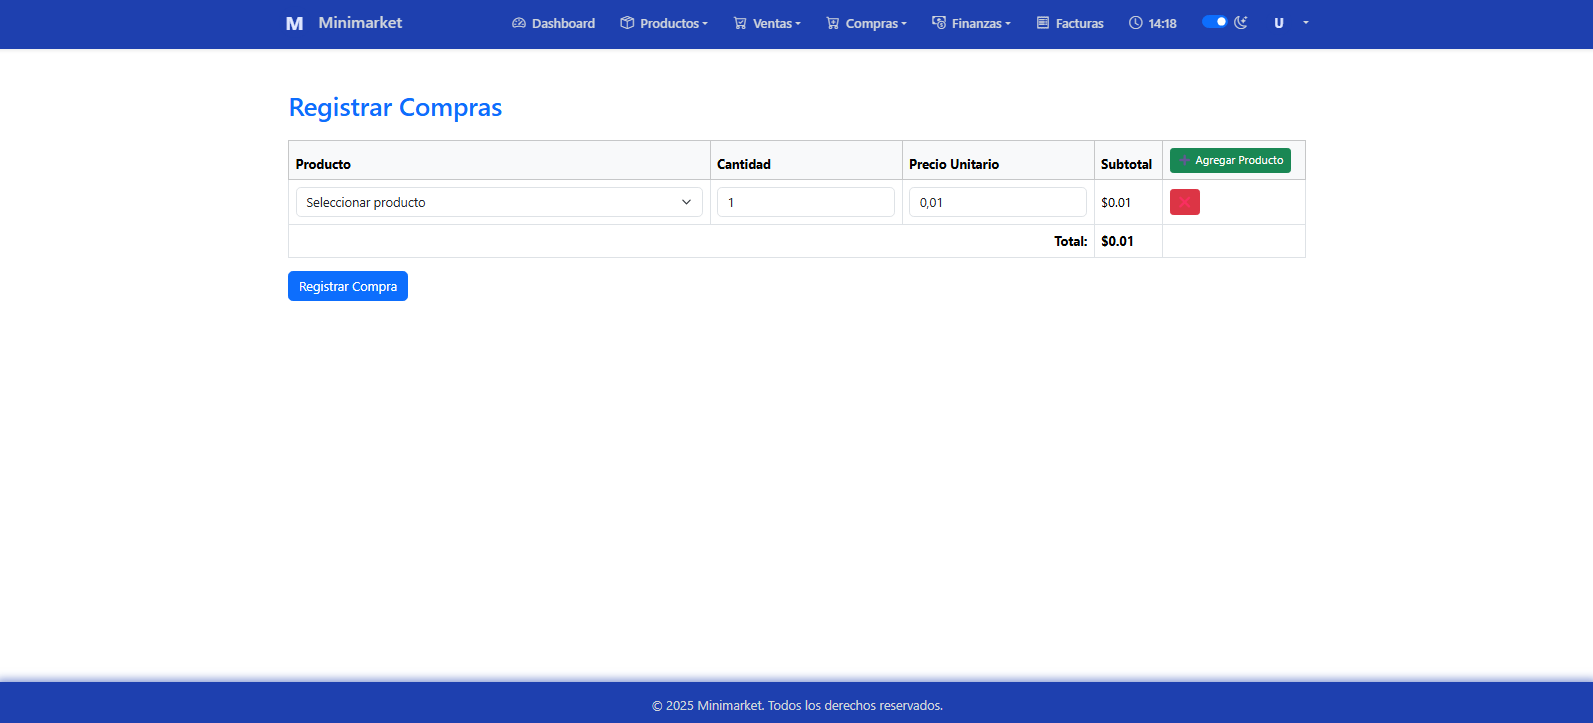 M Minimarket Dashboard Productos Ventas Compras Finanzas Facturas 14:18 U
Registrar Compras
Producto Cantidad Precio Unitario Subtotal Agregar Producto
Seleccionar producto 1 0,01 $0.01
Total: $0.01
Registrar Compra
© 2025 Minimarket. Todos los derechos reservados.